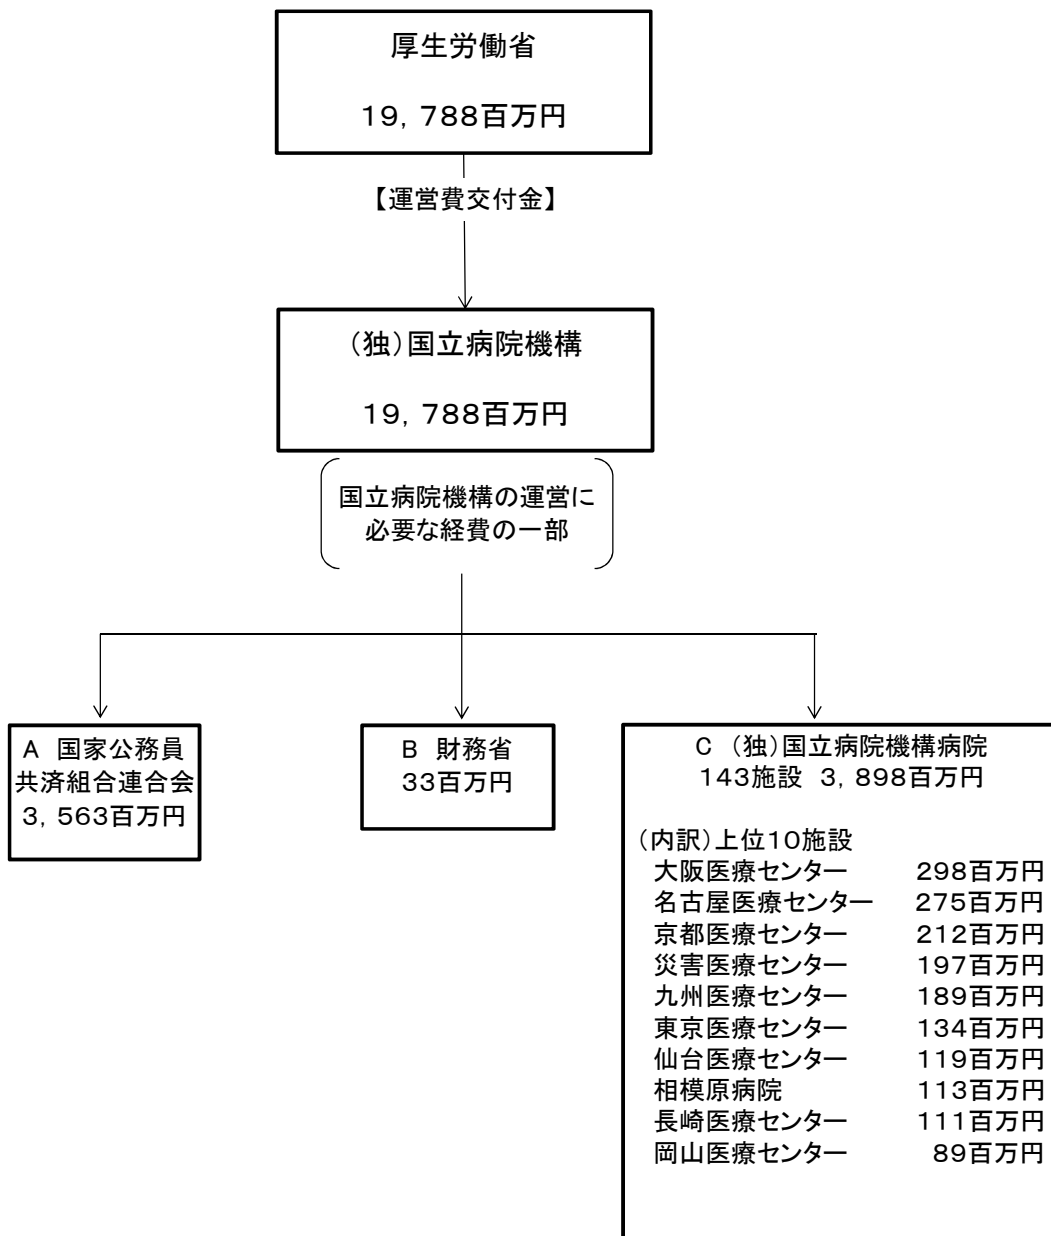 厚生労働省
19,788百万円
【運営費交付金】
(独)国立病院機構
19,788百万円
国立病院機構の運営に
必要な経費の一部
A 国家公務員
共済組合連合会
3,563百万円
B 財務省
33百万円
C (独)国立病院機構病院
143施設 3,898百万円
(内訳)上位10施設
大阪医療センター 298百万円
名古屋医療センター 275百万円
京都医療センター 212百万円
災害医療センター 197百万円
九州医療センター 189百万円
東京医療センター 134百万円
仙台医療センター 119百万円
相模原病院 113百万円
長崎医療センター 111百万円
岡山医療センター 89百万円